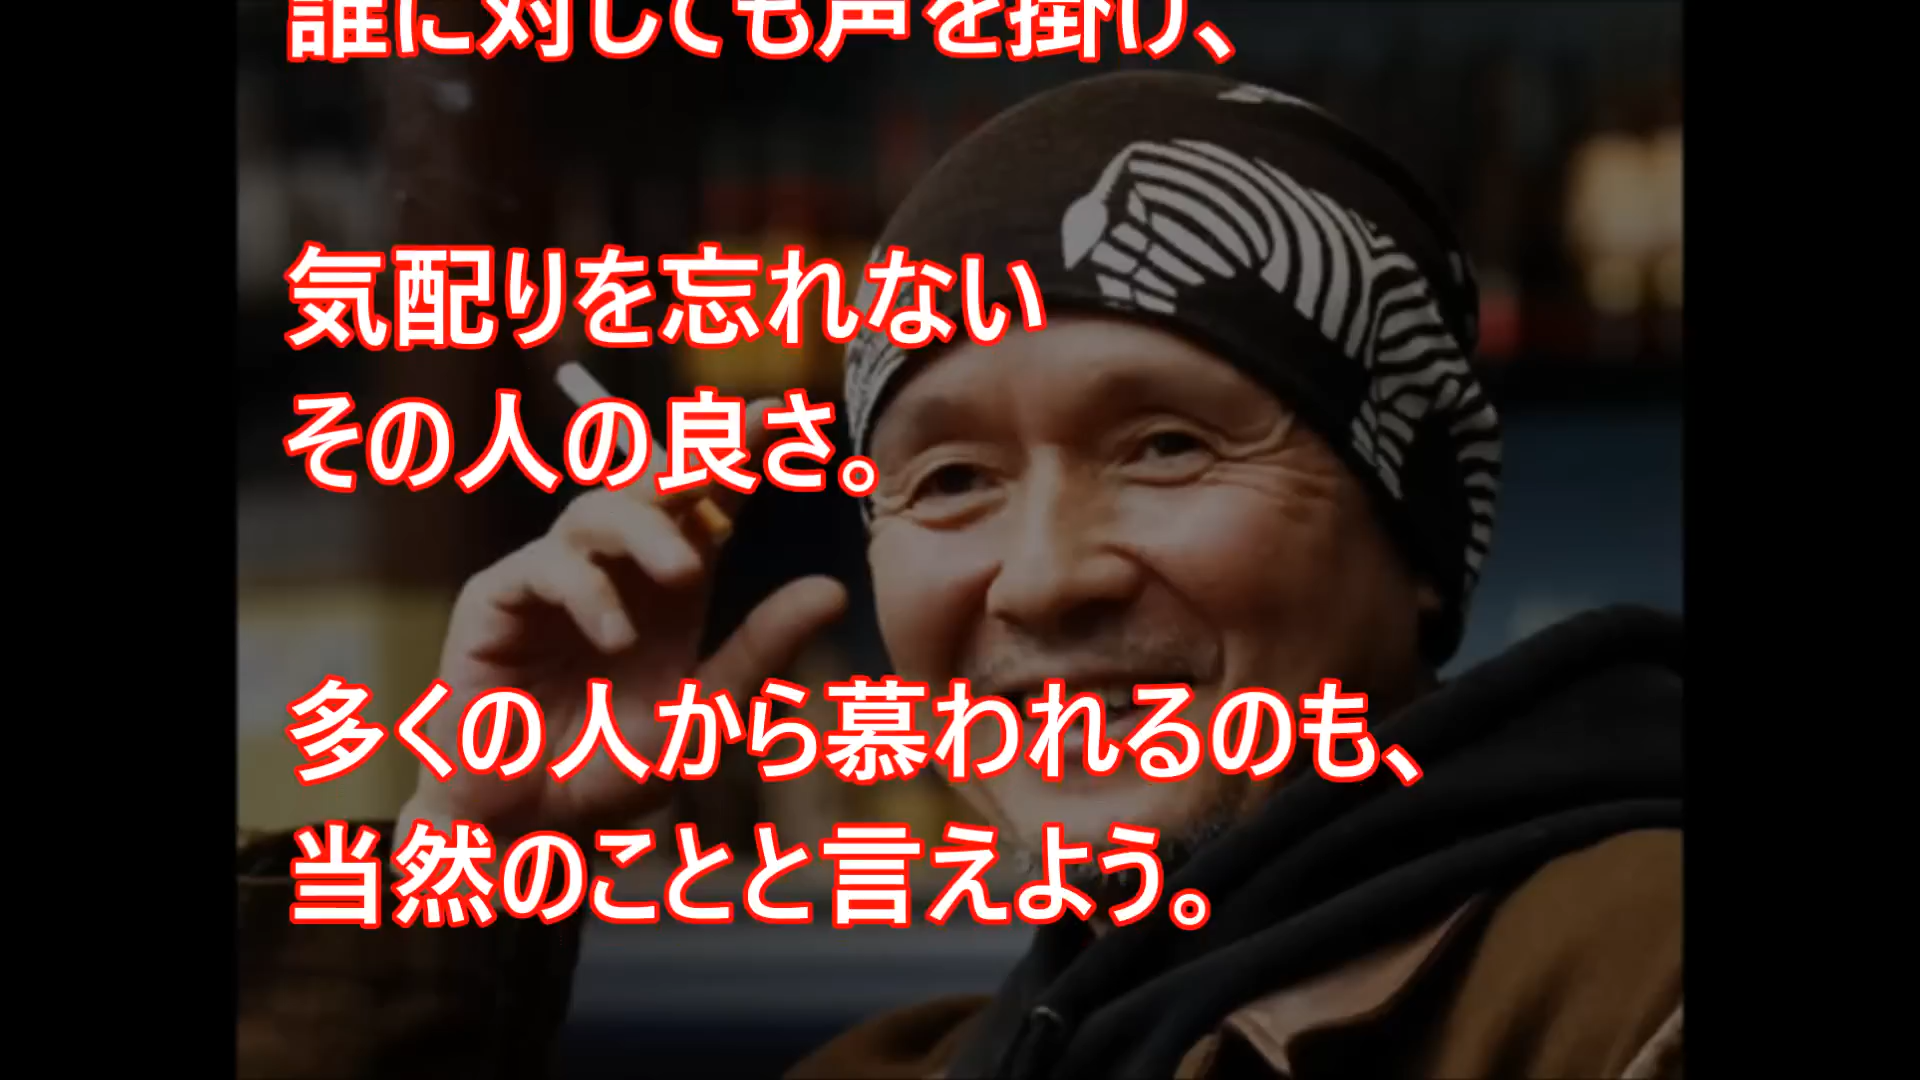 誰に対しても声を掛け、
気配りを忘れない
その人の良さ。
多くの人から慕われるのも、
当然のことと言えよう。